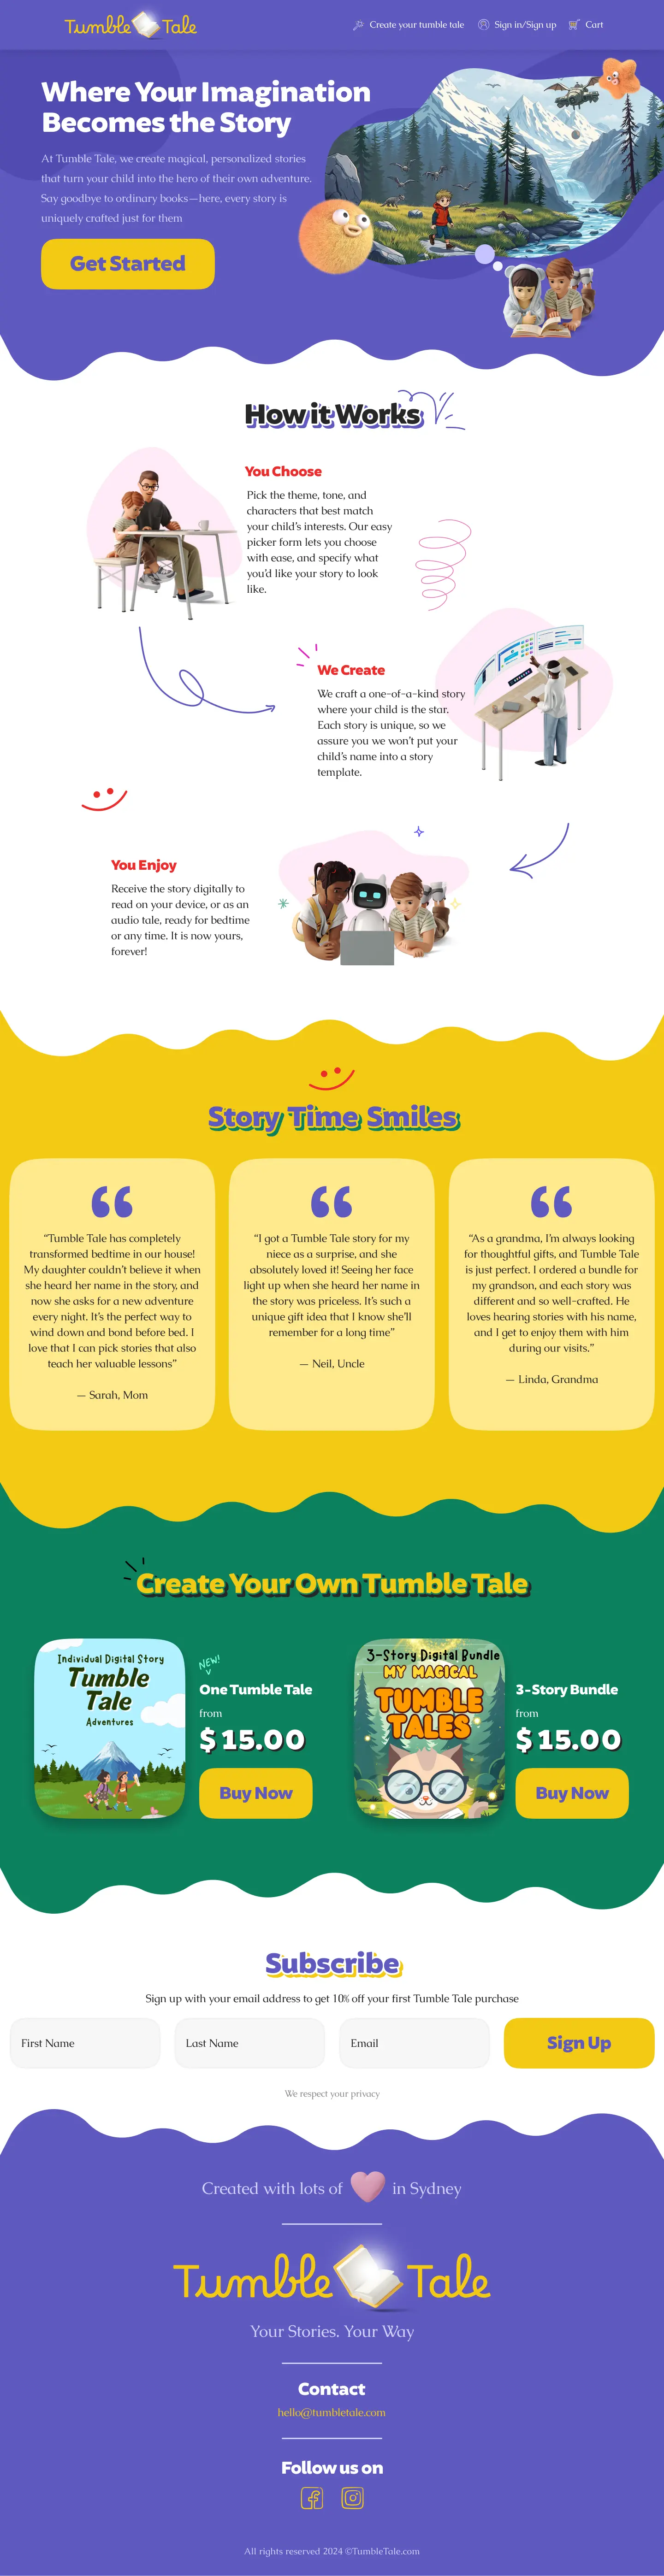 Tumble Tale
Create your tumble tale
Sign in/Sign up
Cart
Where Your Imagination
Becomes the Story
At Tumble Tale, we create magical, personalized stories
that turn your child into the hero of their own adventure.
Say goodbye to ordinary books—here, every story is
uniquely crafted just for them
Get Started
How it Works
You Choose
Pick the theme, tone, and
characters that best match
your child's interests. Our easy
picker form lets you choose
with ease, and specify what
you'd like your story to look
like.
We Create
We craft a one-of-a-kind story
where your child is the star.
Each story is unique, so we
assure you we won't put your
child's name into a story
template.
You Enjoy
Receive the story digitally to
read on your device, or as an
audio tale, ready for bedtime
or any time. It is now yours,
forever!
Story Time Smiles
"Tumble Tale has completely
transformed bedtime in our house!
My daughter couldn't believe it when
she heard her name in the story, and
now she asks for a new adventure
every night. It's the perfect way to
wind down and bond before bed. I
love that I can pick stories that also
teach her valuable lessons"
— Sarah, Mom
"I got a Tumble Tale story for my
niece as a surprise, and she
absolutely loved it! Seeing her face
light up when she heard her name in
the story was priceless. It's such a
unique gift idea that I know she'll
remember for a long time"
— Neil, Uncle
"As a grandma, I'm always looking
for thoughtful gifts, and Tumble Tale
is just perfect. I ordered a bundle for
my grandson, and each story was
different and so well-crafted. He
loves hearing stories with his name,
and I get to enjoy them with him
during our visits."
— Linda, Grandma
Create Your Own Tumble Tale
Individual Digital Story
Tumble
Tale
Adventures
NEW!
One Tumble Tale
from
$ 15.00
Buy Now
3-Story Digital Bundle
MY MAGICAL
TUMBLE
TALES
3-Story Bundle
from
$ 15.00
Buy Now
Subscribe
Sign up with your email address to get 10% off your first Tumble Tale purchase
First Name
Last Name
Email
Sign Up
We respect your privacy
Created with lots of
in Sydney
Tumble Tale
Your Stories, Your Way
Contact
hello@tumbletale.com
Follow us on
All rights reserved 2024 ©TumbleTale.com